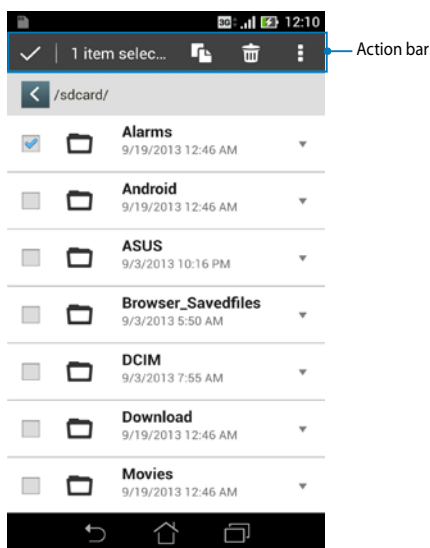 3G 12:10
1 item selec... Action bar
/sdcard/
Alarms
9/19/2013 12:46 AM
Android
9/19/2013 12:46 AM
ASUS
9/3/2013 10:16 PM
Browser_Savedfiles
9/3/2013 5:50 AM
DCIM
9/3/2013 7:55 AM
Download
9/19/2013 12:46 AM
Movies
9/19/2013 12:46 AM